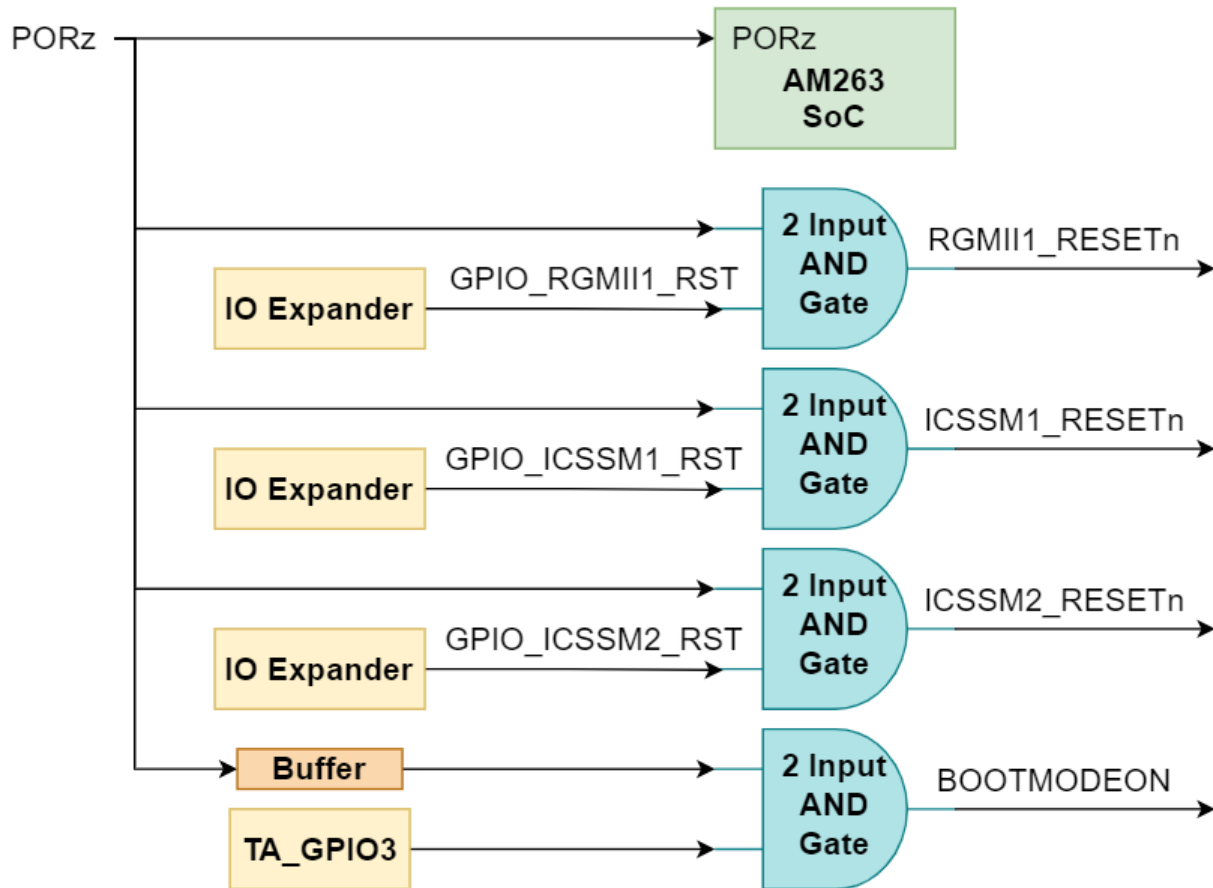 PORz
PORz
AM263
SoC
2 Input
AND
Gate
RGMII1_RESETn
GPIO_RGMII1_RST
IO Expander
2 Input
AND
Gate
ICSSM1_RESETn
GPIO_ICSSM1_RST
IO Expander
2 Input
AND
Gate
ICSSM2_RESETn
GPIO_ICSSM2_RST
IO Expander
Buffer
2 Input
AND
Gate
BOOTMODEON
TA_GPIO3